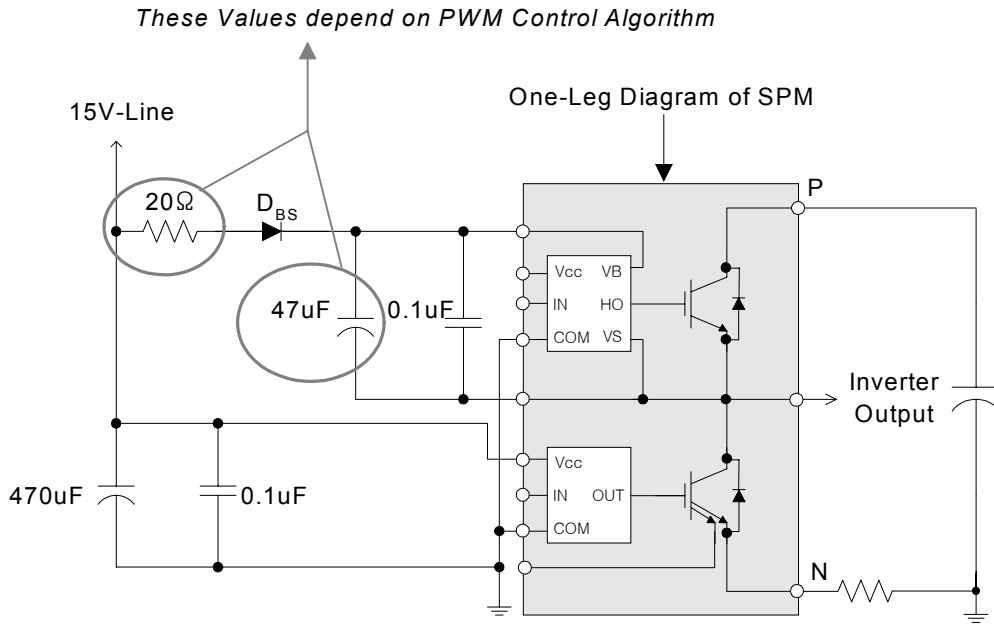 These Values depend on PWM Control Algorithm
One-Leg Diagram of SPM
15V-Line
P
20Ω
D_BS
Vcc
VB
47uF
0.1uF
IN
HO
COM
VS
Inverter
Output
Vcc
470uF
0.1uF
IN
OUT
COM
N